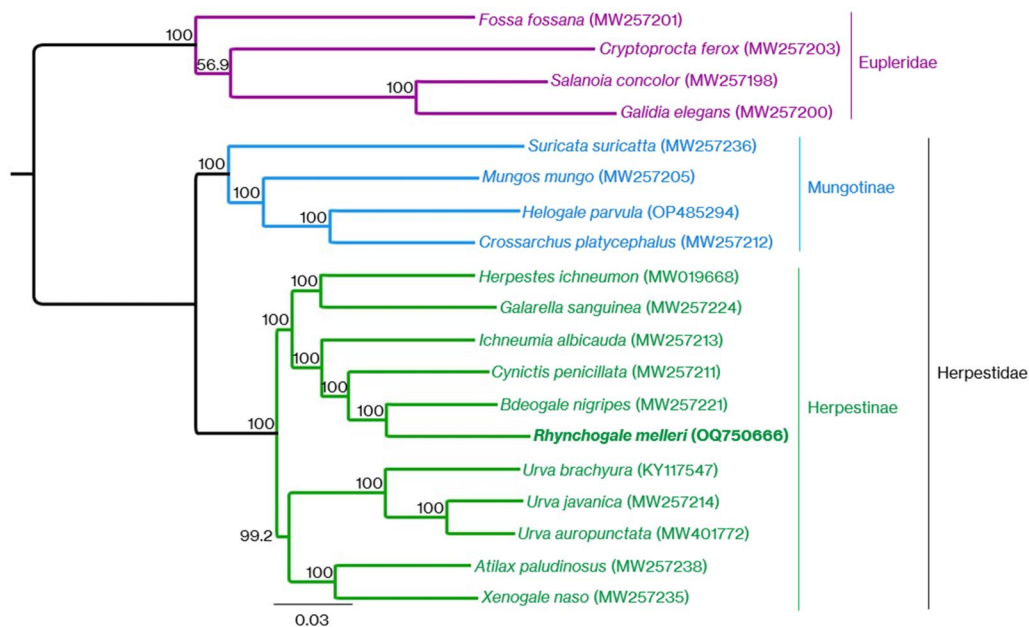 100
Fossa fossana (MW257201)
56.9
Cryptoprocta ferox (MW257203)
Eupleridae
100
Salanoia concolor (MW257198)
Galidia elegans (MW257200)
100
Suricata suricatta (MW257236)
100
Mungos mungo (MW257205)
Mungotinae
100
Helogale parvula (OP485294)
Crossarchus platycephalus (MW257212)
100
Herpestes ichneumon (MW019668)
100
Galarella sanguinea (MW257224)
100
Ichneumia albicauda (MW257213)
100
Cynictis penicillata (MW257211)
Herpestidae
100
Bdeogale nigripes (MW257221)
Herpestinae
100
Rhynchogale melleri (OQ750666)
100
Urva brachyura (KY117547)
100
Urva javanica (MW257214)
99.2
Urva auropunctata (MW401772)
100
Atilax paludinosus (MW257238)
Xenogale naso (MW257235)
0.03